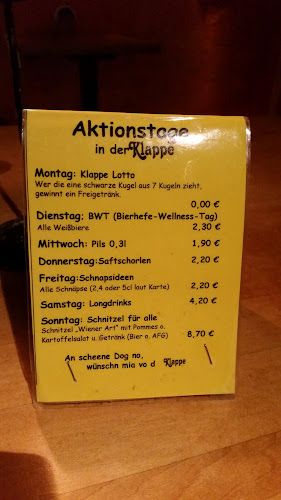 Aktionstage
in der Klappe
Montag: Klappe Lotto
Wer die eine schwarze Kugel aus 7 Kugeln zieht,
gewinnt ein Freigetränk.
0,00 €
Dienstag: BWT (Bierhefe-Wellness-Tag)
Alle Weißbiere 2,30 €
Mittwoch: Pils 0,3l 1,90 €
Donnerstag:Saftschorlen 2,20 €
Freitag:Schnapsideen
Alle Schnäpse (2,4 oder 5cl laut Karte) 2,20 €
Samstag: Longdrinks 4,20 €
Sonntag: Schnitzel für alle
Schnitzel „Wiener Art" mit Pommes o.
Kartoffelsalat u. Getränk (Bier o. AFG) 8,70 €
An scheene Dog no,
wünschn mia vo d Klappe